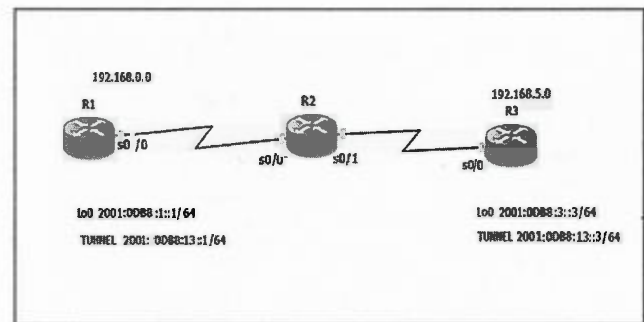 192.168.0.0
R1
s0 /0
R2
s0/0
s0/1
192.168.5.0
R3
s0/0
Lo0 2001:0DB8:1::1/64
TUNNEL 2001: 0DB8:13::1/64
Lo0 2001:0DB8:3::3/64
TUNNEL 2001:0DB8:13::3/64